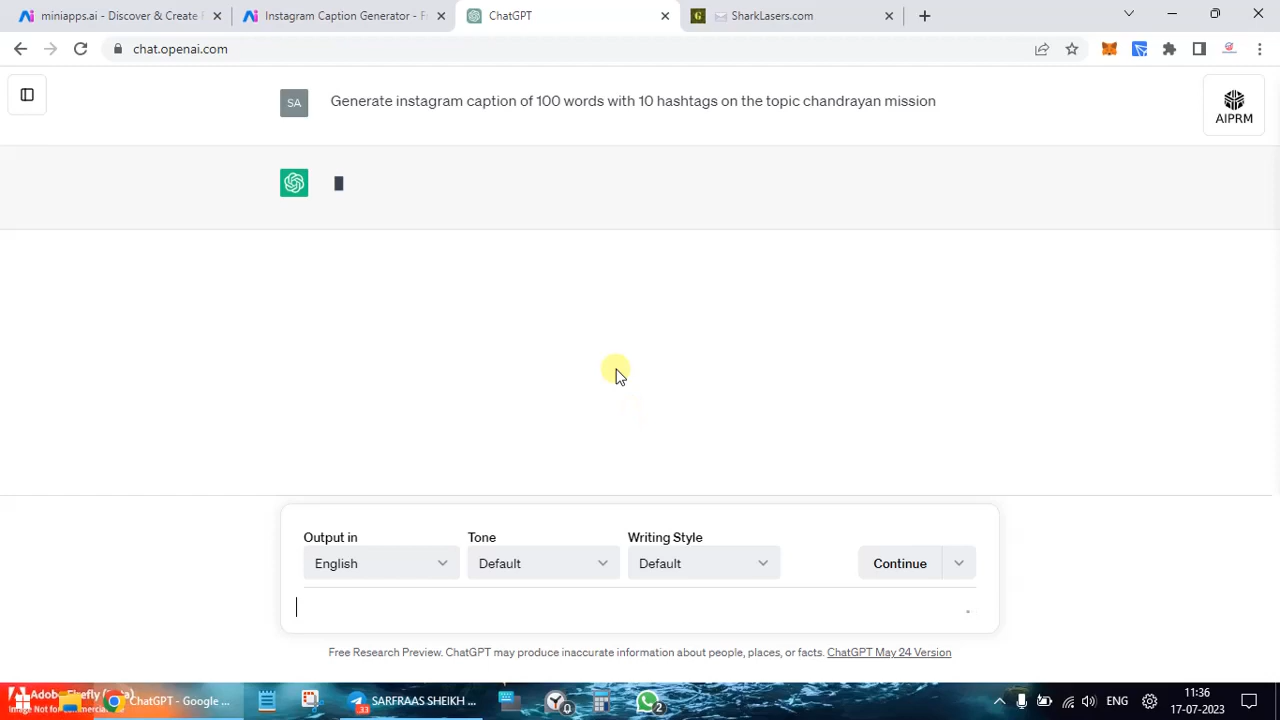 miniapps.ai - Discover & Create F
Instagram Caption Generator - F
ChatGPT
SharkLasers.com
chat.openai.com
SA
Generate instagram caption of 100 words with 10 hashtags on the topic chandrayan mission
AIPRM
Output in
Tone
Writing Style
English
Default
Default
Continue
Free Research Preview. ChatGPT may produce inaccurate information about people, places, or facts. ChatGPT May 24 Version
ChatGPT - Google ...
33
SARFRAAS SHEIKH ...
0
2
ENG
11:36
17-07-2023